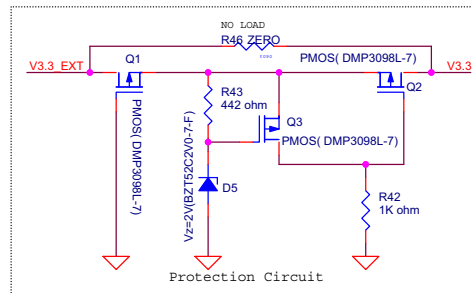 NO LOAD
R46 ZERO
V3.3_EXT
Q1
PMOS( DMP3098L-7)
V3.3
Q2
R43
442 ohm
Q3
PMOS( DMP3098L-7)
PMOS( DMP3098L-7)
Vz=2V(BZT52C2V0-7-F)
D5
R42
1K ohm
Protection Circuit